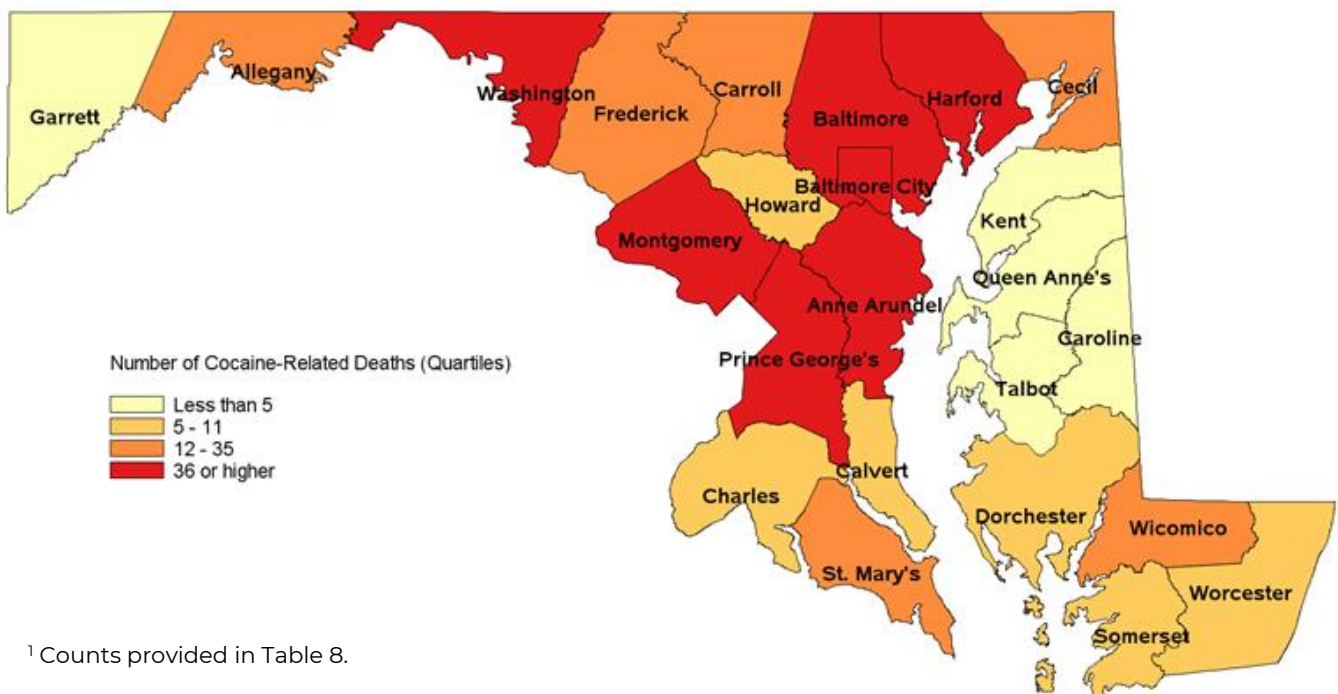 Allegany
Garrett
Washington
Frederick
Carroll
Baltimore
Harford
Cecil
Baltimore City
Howard
Montgomery
Kent
Queen Anne's
Anne Arundel
Prince George's
Caroline
Talbot
Number of Cocaine-Related Deaths (Quartiles)
Less than 5
5 - 11
12 - 35
36 or higher
Calvert
Charles
Dorchester
Wicomico
St. Mary's
Worcester
Somerset
¹ Counts provided in Table 8.